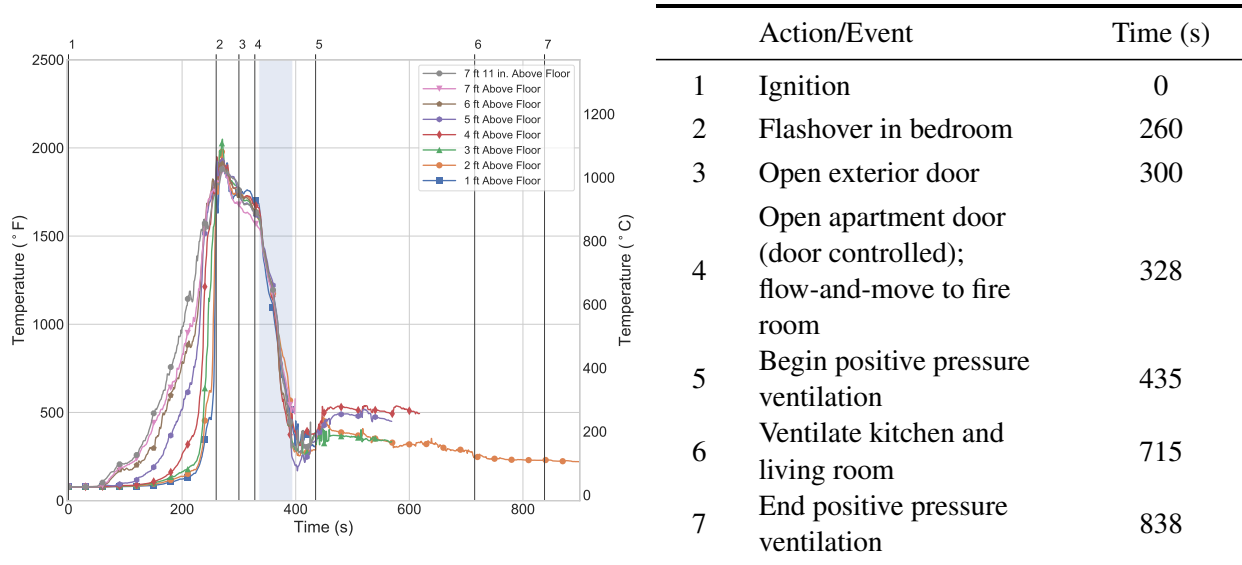 1 2 3 4 5 6 7
2500
2000
1500
1000
500
0
Temperature (°F)
7 ft 11 in. Above Floor
7 ft Above Floor
6 ft Above Floor
5 ft Above Floor
4 ft Above Floor
3 ft Above Floor
2 ft Above Floor
1 ft Above Floor
1200
1000
800
600
400
200
0
Temperature (°C)
0 200 400 600 800
Time (s)
Action/Event Time (s)
1 Ignition 0
2 Flashover in bedroom 260
3 Open exterior door 300
Open apartment door
(door controlled);
4 328
flow-and-move to fire
room
Begin positive pressure
5 435
ventilation
Ventilate kitchen and
6 715
living room
End positive pressure
7 838
ventilation